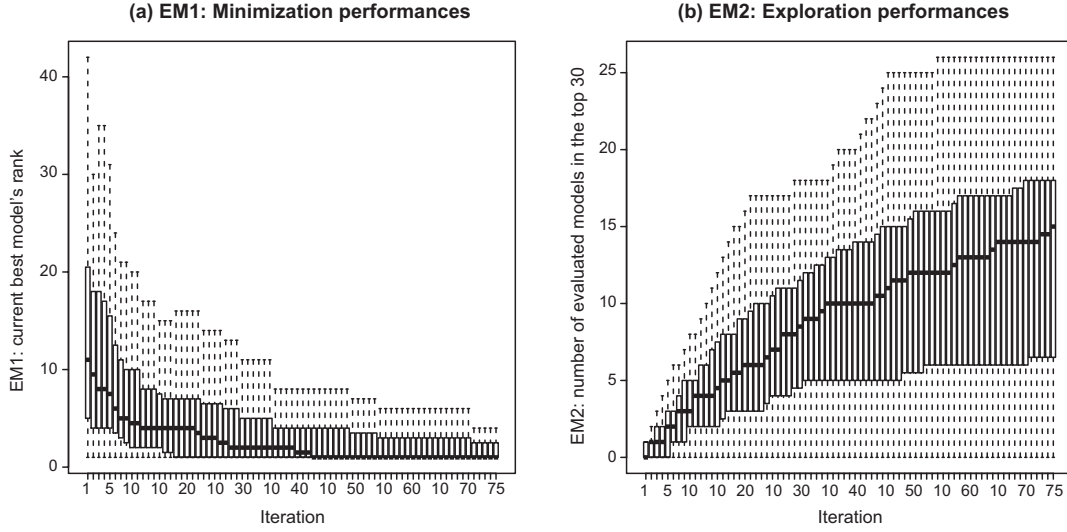 (a) EM1: Minimization performances
EM1: current best model's rank
40
30
20
10
0
1 5 10 10 20 10 30 10 40 10 50 10 60 10 70 75
Iteration
(b) EM2: Exploration performances
EM2: number of evaluated models in the top 30
25
20
15
10
5
0
1 5 10 10 20 10 30 10 40 10 50 10 60 10 70 75
Iteration